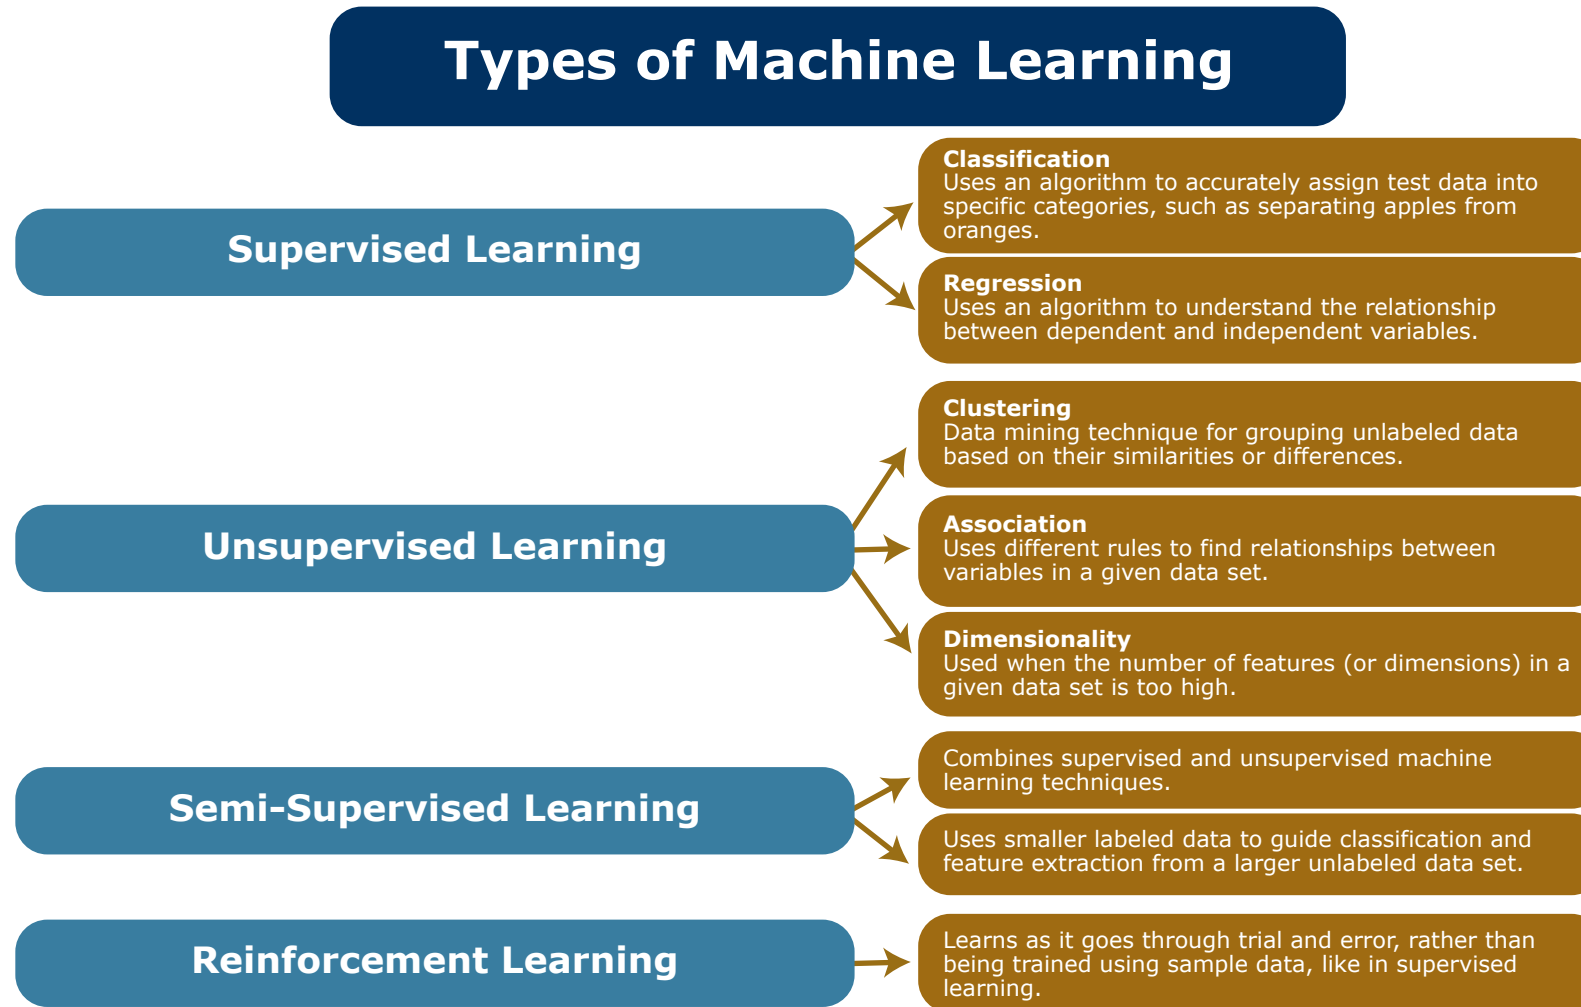 Types of Machine Learning
Supervised Learning
Classification
Uses an algorithm to accurately assign test data into
specific categories, such as separating apples from
oranges.
Regression
Uses an algorithm to understand the relationship
between dependent and independent variables.
Unsupervised Learning
Clustering
Data mining technique for grouping unlabeled data
based on their similarities or differences.
Association
Uses different rules to find relationships between
variables in a given data set.
Dimensionality
Used when the number of features (or dimensions) in a
given data set is too high.
Semi-Supervised Learning
Combines supervised and unsupervised machine
learning techniques.
Uses smaller labeled data to guide classification and
feature extraction from a larger unlabeled data set.
Reinforcement Learning
Learns as it goes through trial and error, rather than
being trained using sample data, like in supervised
learning.